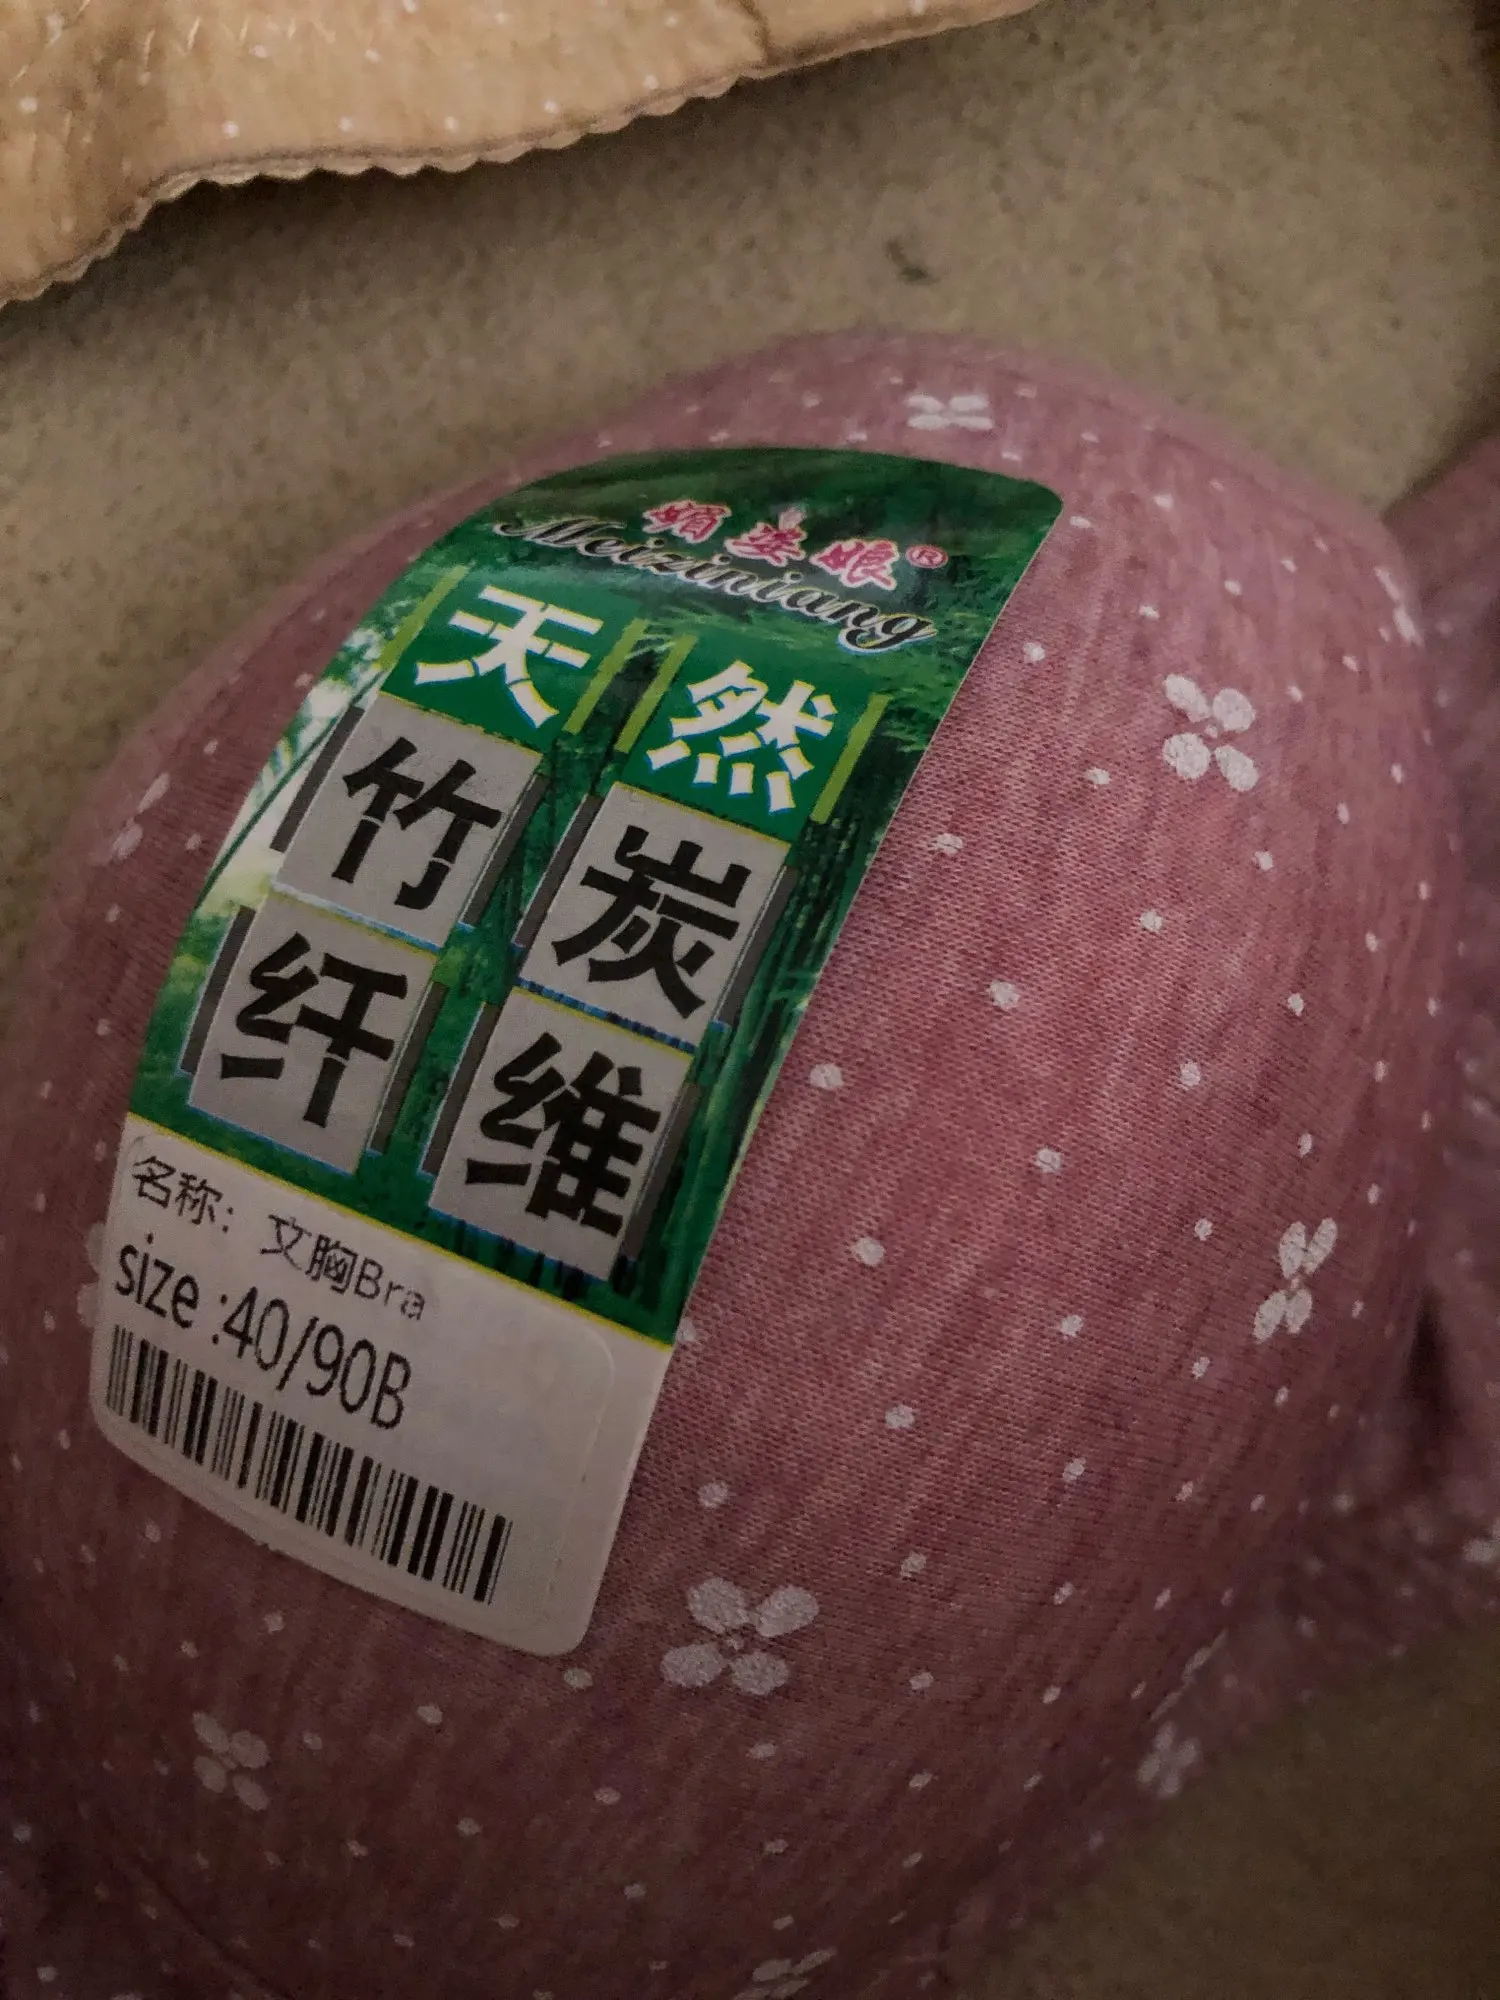 媚姿娘®
Meiziniang
天然
竹炭
纤维
名称：文胸Bra
size :40/90B